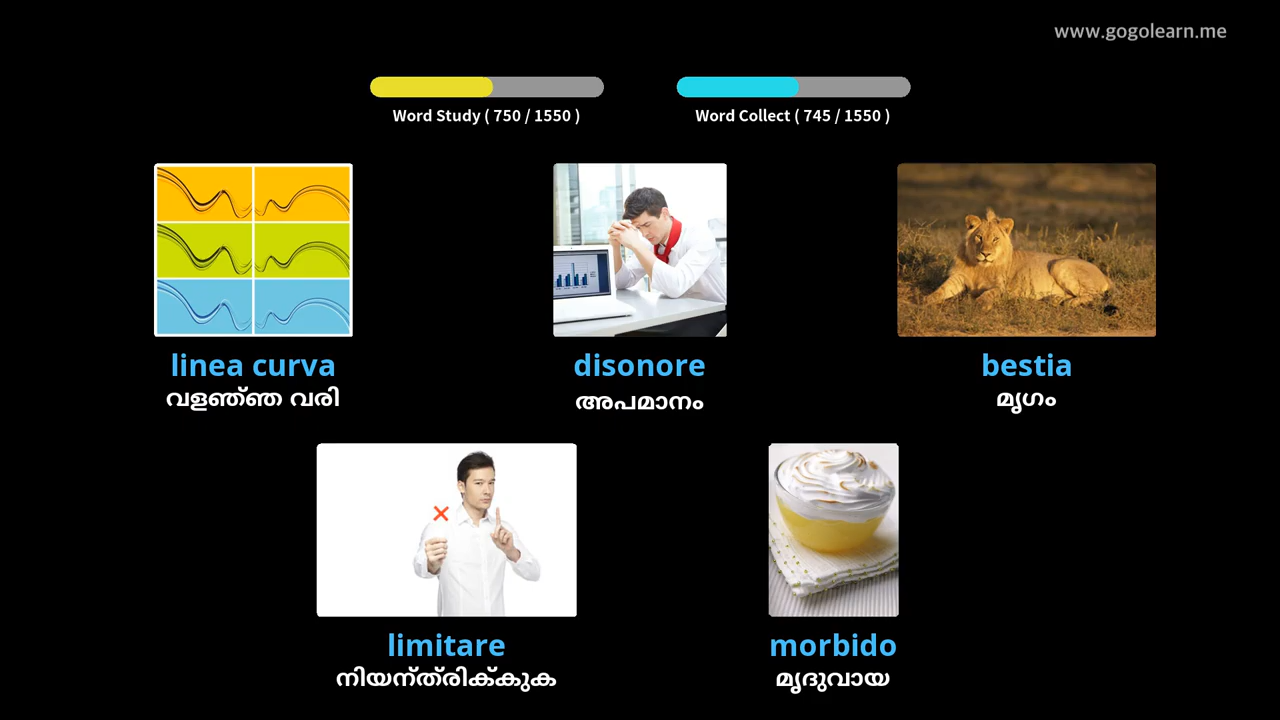 www.gogolearn.me
Word Study ( 750 / 1550 )
Word Collect ( 745 / 1550 )
linea curva
വളഞ്ഞ വരി
disonore
അപമാനം
bestia
മൃഗം
limitare
നിയന്ത്രിക്കുക
morbido
മൃദുവായ